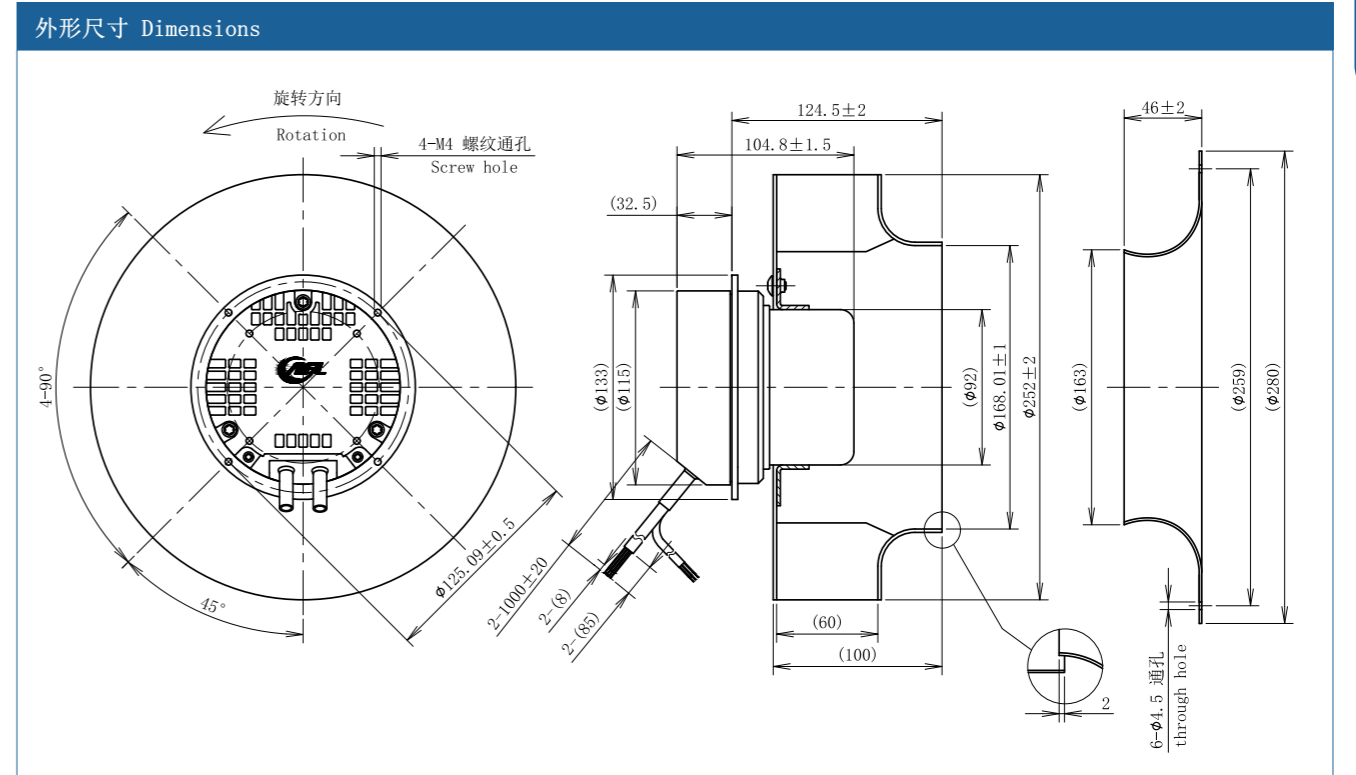 外形尺寸 Dimensions
旋转方向
Rotation
4-M4 螺纹通孔
Screw hole
4-90°
45°
ϕ125.09±0.5
124.5±2
104.8±1.5
(32.5)
(ϕ133)
(ϕ115)
(ϕ92)
ϕ168.01±1
ϕ252±2
2-1000±20
2-(8)
2-(85)
(60)
(100)
2
46±2
(ϕ163)
(ϕ259)
(ϕ280)
6-ϕ4.5 通孔
through hole